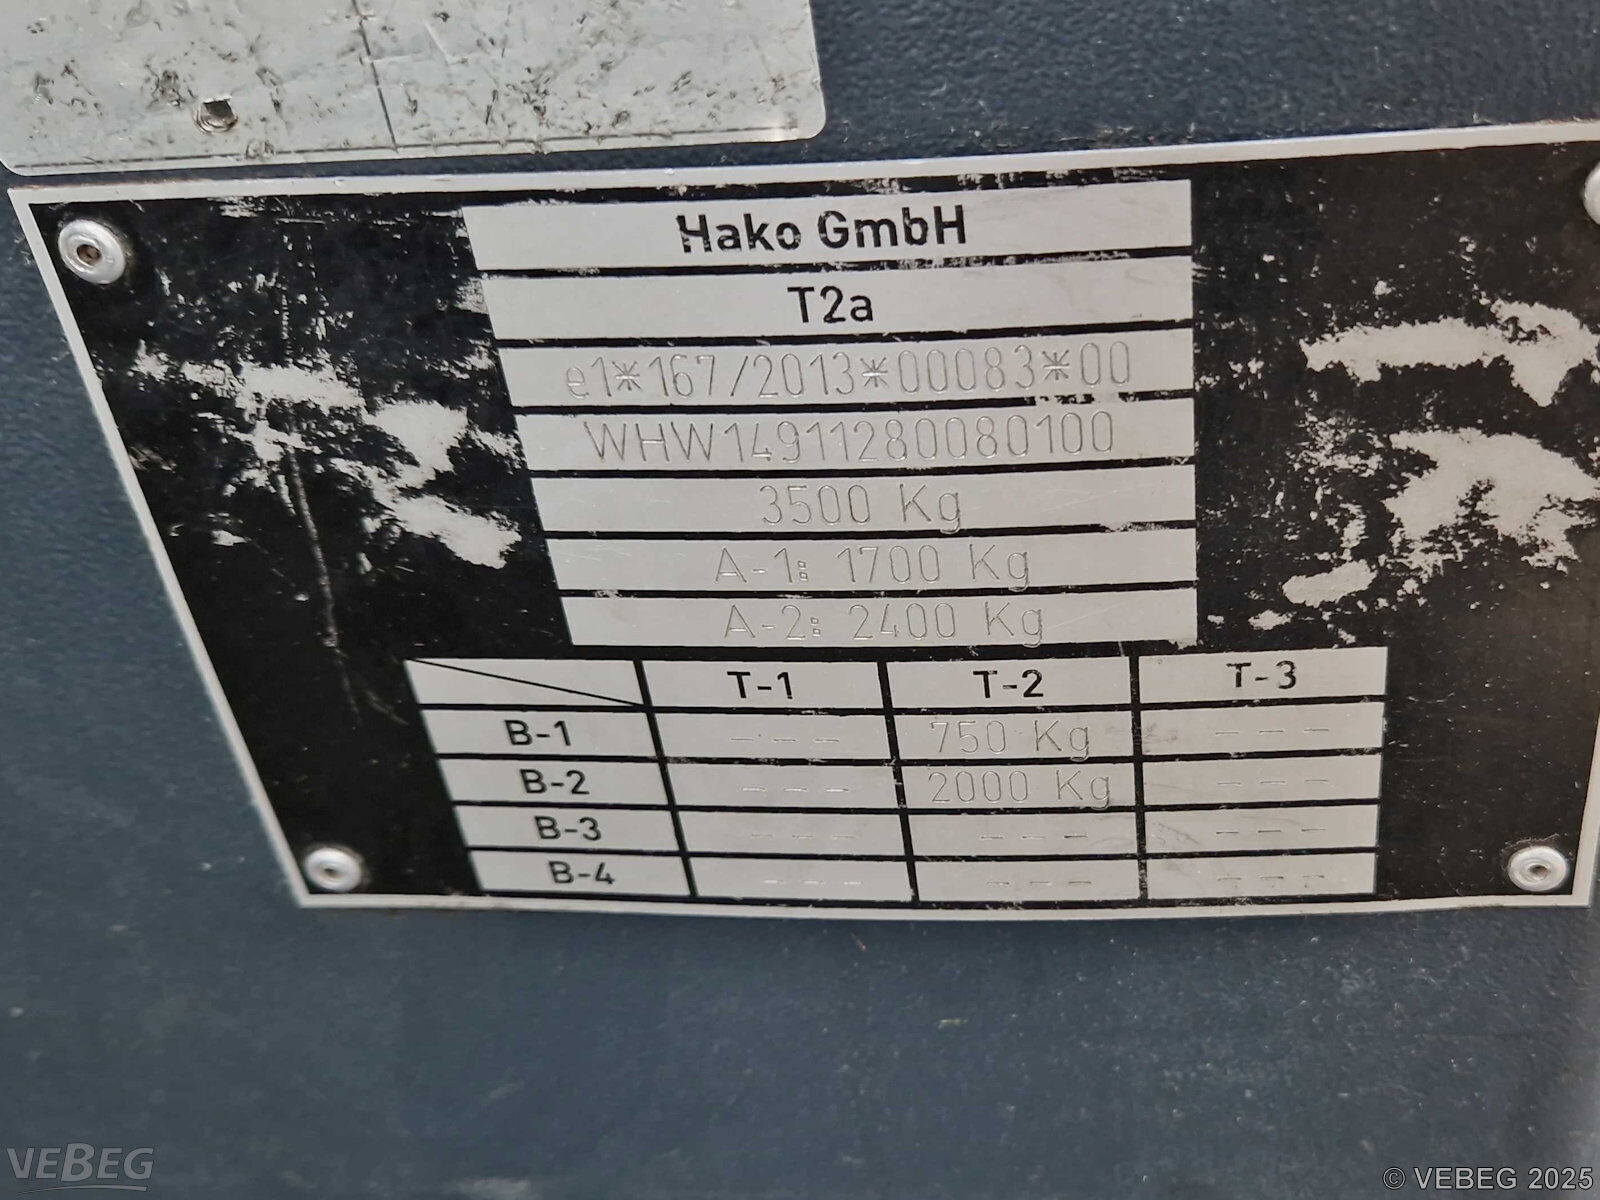 Hako GmbH
T2a
e1*167/2013*00083*00
WHW14911280080100
3500 Kg
A-1: 1700 Kg
A-2: 2400 Kg
T-1 T-2 T-3
B-1 --- 750 Kg ---
B-2 --- 2000 Kg ---
B-3 --- --- ---
B-4 --- --- ---
VEBEG
© VEBEG 2025